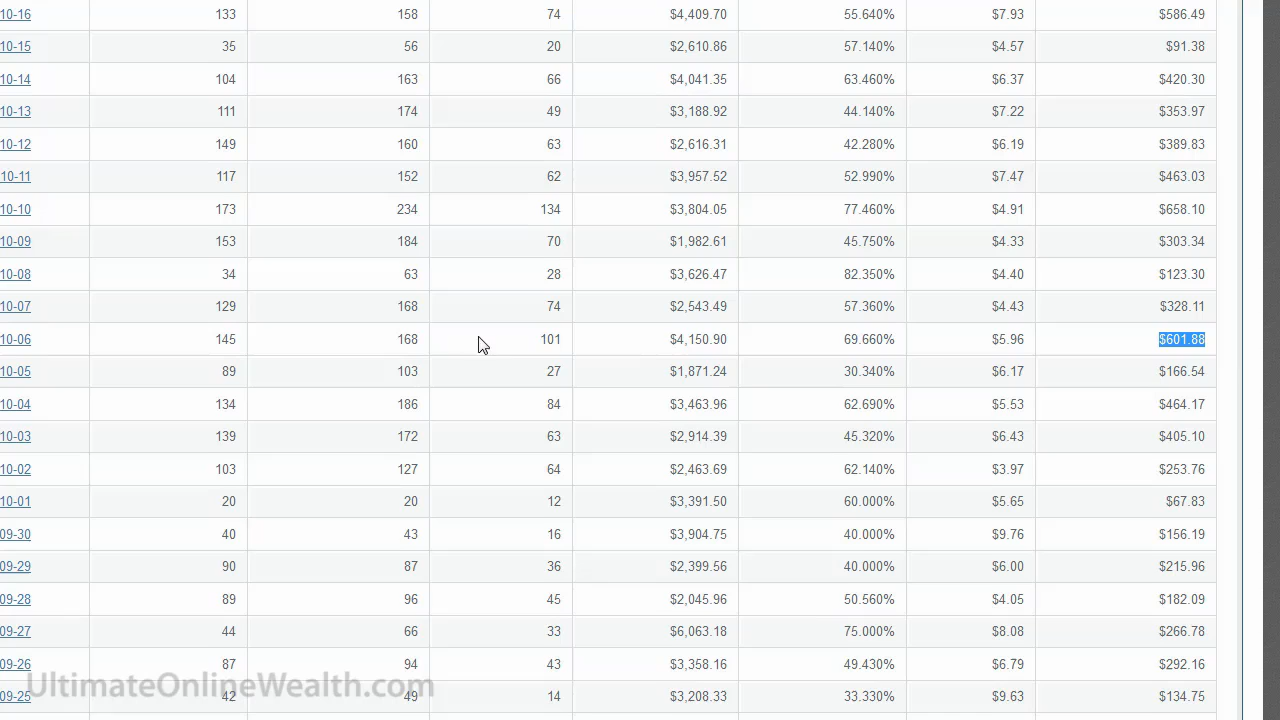 10-16 133 158 74 $4,409.70 55.640% $7.93 $586.49
10-15 35 56 20 $2,610.86 57.140% $4.57 $91.38
10-14 104 163 66 $4,041.35 63.460% $6.37 $420.30
10-13 111 174 49 $3,188.92 44.140% $7.22 $353.97
10-12 149 160 63 $2,616.31 42.280% $6.19 $389.83
10-11 117 152 62 $3,957.52 52.990% $7.47 $463.03
10-10 173 234 134 $3,804.05 77.460% $4.91 $658.10
10-09 153 184 70 $1,982.61 45.750% $4.33 $303.34
10-08 34 63 28 $3,626.47 82.350% $4.40 $123.30
10-07 129 168 74 $2,543.49 57.360% $4.43 $328.11
10-06 145 168 101 $4,150.90 69.660% $5.96 $601.88
10-05 89 103 27 $1,871.24 30.340% $6.17 $166.54
10-04 134 186 84 $3,463.96 62.690% $5.53 $464.17
10-03 139 172 63 $2,914.39 45.320% $6.43 $405.10
10-02 103 127 64 $2,463.69 62.140% $3.97 $253.76
10-01 20 20 12 $3,391.50 60.000% $5.65 $67.83
09-30 40 43 16 $3,904.75 40.000% $9.76 $156.19
09-29 90 87 36 $2,399.56 40.000% $6.00 $215.96
09-28 89 96 45 $2,045.96 50.560% $4.05 $182.09
09-27 44 66 33 $6,063.18 75.000% $8.08 $266.78
09-26 87 94 43 $3,358.16 49.430% $6.79 $292.16
09-25 42 49 14 $3,208.33 33.330% $9.63 $134.75
UltimateOnlineWealth.com